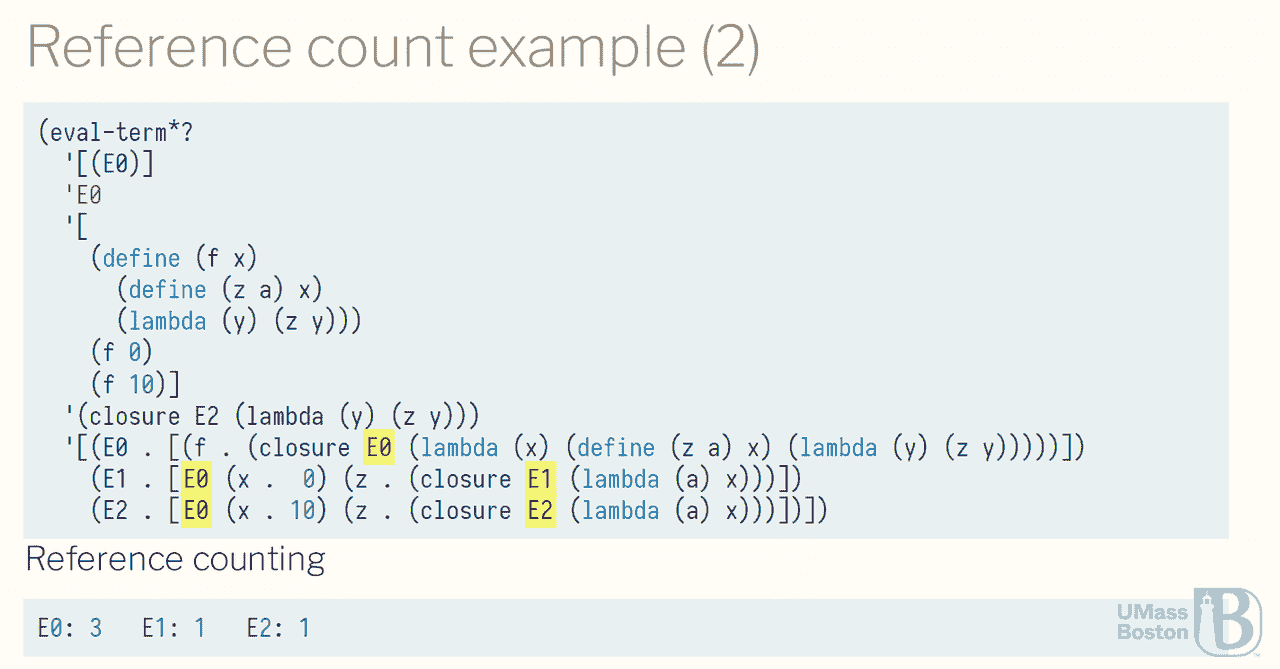 Reference count example (2)
(eval-term*?
'[(E0)]
'E0
'[
(define (f x)
(define (z a) x)
(lambda (y) (z y)))
(f 0)
(f 10)]
'(closure E2 (lambda (y) (z y)))
'[(E0 . [(f . (closure E0 (lambda (x) (define (z a) x) (lambda (y) (z y)))))])
(E1 . [E0 (x .  0) (z . (closure E1 (lambda (a) x)))])
(E2 . [E0 (x . 10) (z . (closure E2 (lambda (a) x)))])])
Reference counting
E0: 3   E1: 1   E2: 1
UMass
Boston
B